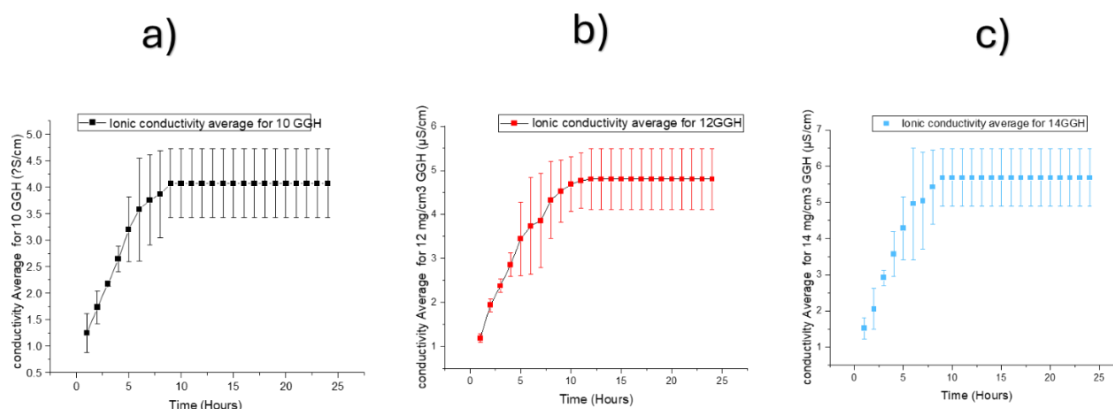 a)
b)
c)
Ionic conductivity average for 10 GGH
conductivity Average for 10 GGH (?S/cm)
5.0
4.5
4.0
3.5
3.0
2.5
2.0
1.5
1.0
0.5
0 5 10 15 20 25
Time (Hours)
Ionic conductivity average for 12GGH
conductivity Average for 12 mg/cm3 GGH (µS/cm)
6
5
4
3
2
1
0 5 10 15 20 25
Time (Hours)
Ionic conductivity average for 14GGH
conductivity Average for 14 mg/cm3 GGH (µS/cm)
7
6
5
4
3
2
1
0 5 10 15 20 25
Time (Hours)